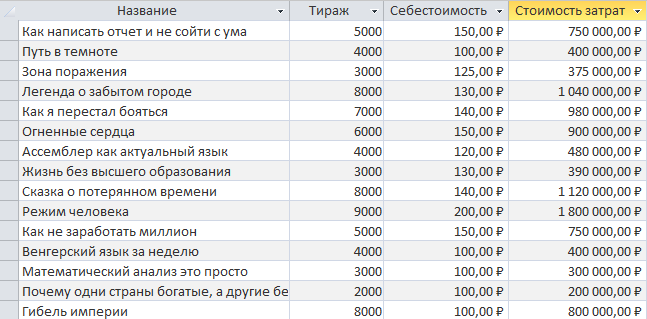 Название Тираж Себестоимость Стоимость затрат
Как написать отчет и не сойти с ума 5000 150,00 ₽ 750 000,00 ₽
Путь в темноте 4000 100,00 ₽ 400 000,00 ₽
Зона поражения 3000 125,00 ₽ 375 000,00 ₽
Легенда о забытом городе 8000 130,00 ₽ 1 040 000,00 ₽
Как я перестал бояться 7000 140,00 ₽ 980 000,00 ₽
Огненные сердца 6000 150,00 ₽ 900 000,00 ₽
Ассемблер как актуальный язык 4000 120,00 ₽ 480 000,00 ₽
Жизнь без высшего образования 3000 130,00 ₽ 390 000,00 ₽
Сказка о потерянном времени 8000 140,00 ₽ 1 120 000,00 ₽
Режим человека 9000 200,00 ₽ 1 800 000,00 ₽
Как не заработать миллион 5000 150,00 ₽ 750 000,00 ₽
Венгерский язык за неделю 4000 100,00 ₽ 400 000,00 ₽
Математический анализ это просто 3000 100,00 ₽ 300 000,00 ₽
Почему одни страны богатые, а другие бе 2000 100,00 ₽ 200 000,00 ₽
Гибель империи 8000 100,00 ₽ 800 000,00 ₽